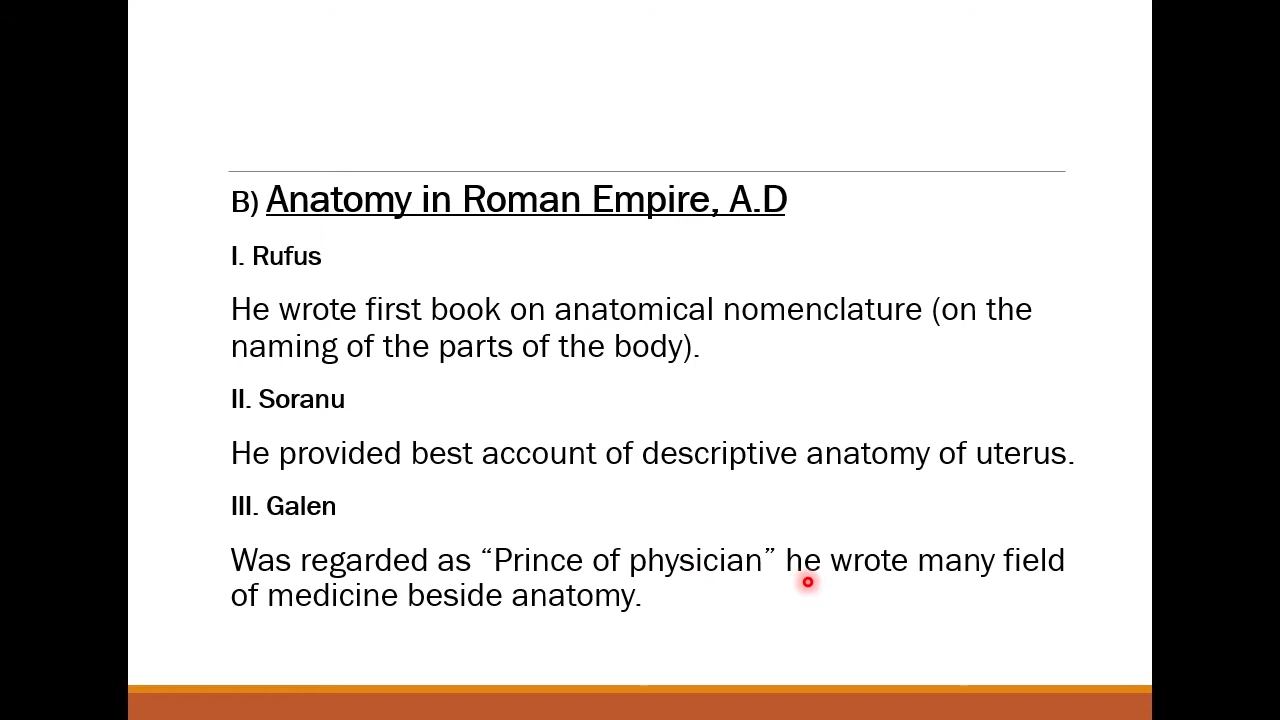 B) Anatomy in Roman Empire, A.D
I. Rufus
He wrote first book on anatomical nomenclature (on the
naming of the parts of the body).
II. Soranu
He provided best account of descriptive anatomy of uterus.
III. Galen
Was regarded as “Prince of physician” he wrote many field
of medicine beside anatomy.